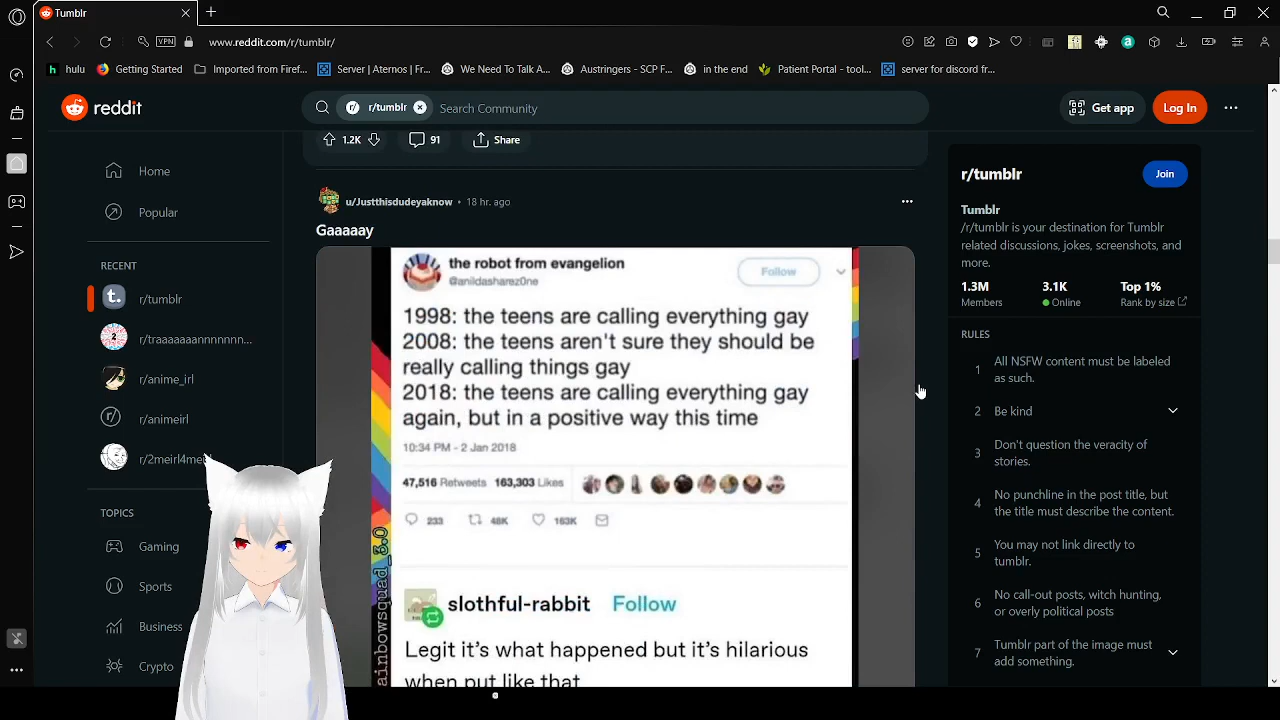 Tumblr
www.reddit.com/r/tumblr/
VPN
hulu
Getting Started
Imported from Firef...
Server | Aternos | Fr...
We Need To Talk A...
Austringers - SCP F...
in the end
Patient Portal - tool...
server for discord fr...
reddit
r/tumblr
Search Community
Get app
Log In
1.2K
91
Share
Home
Popular
RECENT
r/tumblr
r/traaaaaaannnnnnn...
r/anime_irl
r/animeirl
r/2meirl4me
TOPICS
Gaming
Sports
Business
Crypto
u/Justthisdudeyaknow • 18 hr. ago
Gaaaaay
the robot from evangelion
@anildasharez0ne
Follow
1998: the teens are calling everything gay
2008: the teens aren't sure they should be
really calling things gay
2018: the teens are calling everything gay
again, but in a positive way this time
10:34 PM - 2 Jan 2018
47,516 Retweets 163,303 Likes
233
48K
163K
ainbowsquad_3.0
slothful-rabbit Follow
Legit it's what happened but it's hilarious
when put like that
r/tumblr
Join
Tumblr
/r/tumblr is your destination for Tumblr
related discussions, jokes, screenshots, and
more.
1.3M
Members
3.1K
Online
Top 1%
Rank by size
RULES
1
All NSFW content must be labeled
as such.
2
Be kind
3
Don't question the veracity of
stories.
4
No punchline in the post title, but
the title must describe the content.
5
You may not link directly to
tumblr.
6
No call-out posts, witch hunting,
or overly political posts
7
Tumblr part of the image must
add something.